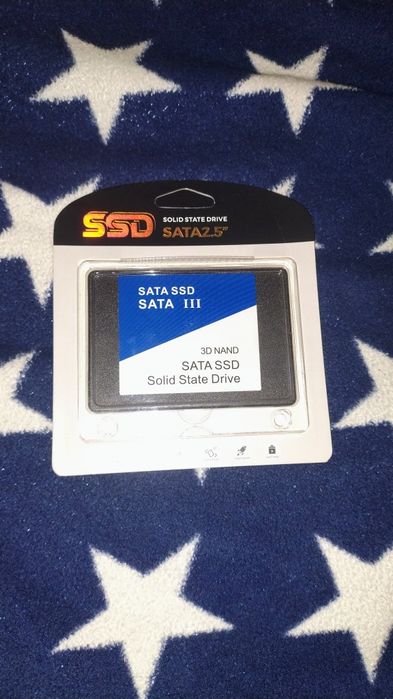 SSD
SOLID STATE DRIVE
SATA2.5"
SATA SSD
SATA III
3D NAND
SATA SSD
Solid State Drive